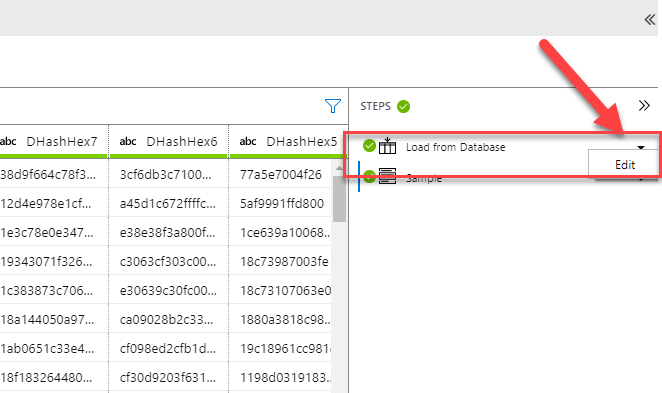 STEPS
abc DHashHex7 abc DHashHex6 abc DHashHex5
Load from Database
Edit
Sample
38d9f664c78f3... 3cf6db3c7100... 77a5e7004f26
12d4e978e1cf... a45d1c672ffffc... 5af9991ffd800
1e3c78e0e347... e38e38f3a800f... 1ce639a10068...
19343071f326... c3063cf303c00... 18c73987003fe
1c383873c706... e30639c30fc00... 18c73107063e0
18a144050a97... ca09028b2c33... 1880a3818c98...
1ab0651c33e4... cf098ed2cfb1d... 19c18961cc981
18f183264480... cf30d9203f631... 1198d0319183...